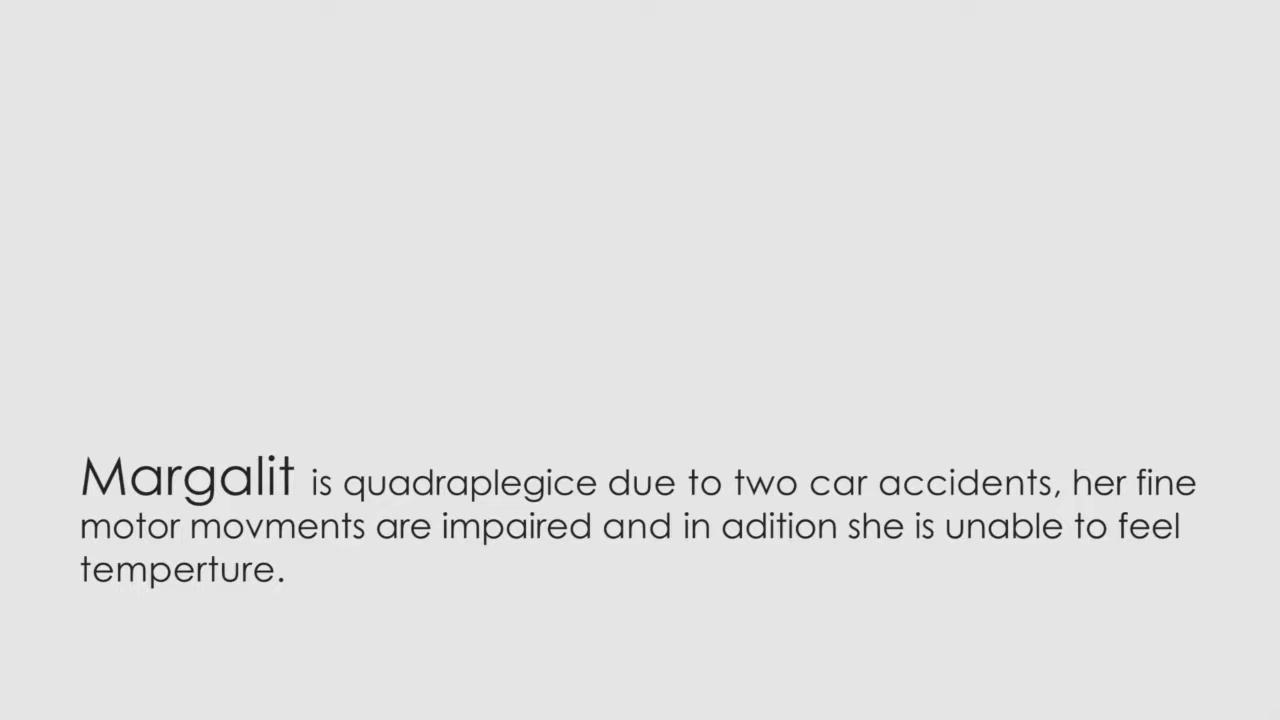 Margalit is quadraplegice due to two car accidents, her fine
motor movments are impaired and in adition she is unable to feel
temperture.